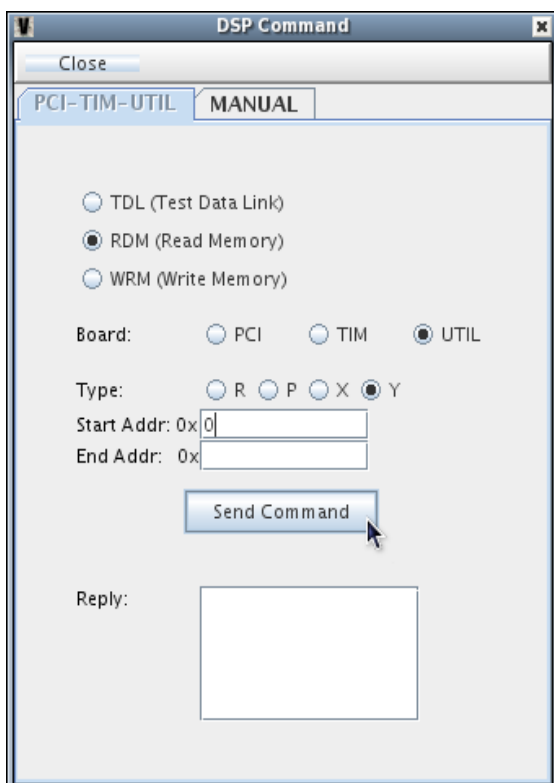 V DSP Command
Close
PCI-TIM-UTIL MANUAL
TDL (Test Data Link)
RDM (Read Memory)
WRM (Write Memory)
Board: PCI TIM UTIL
Type: R P X Y
Start Addr: 0x 0
End Addr: 0x
Send Command
Reply: